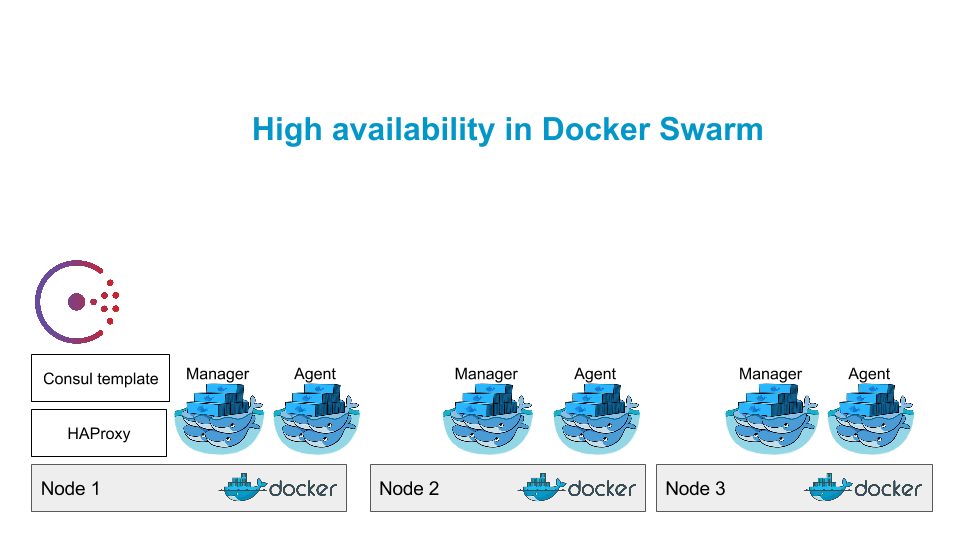 High availability in Docker Swarm
Consul template
HAProxy
Manager
Agent
Manager
Agent
Manager
Agent
Node 1
docker
Node 2
docker
Node 3
docker